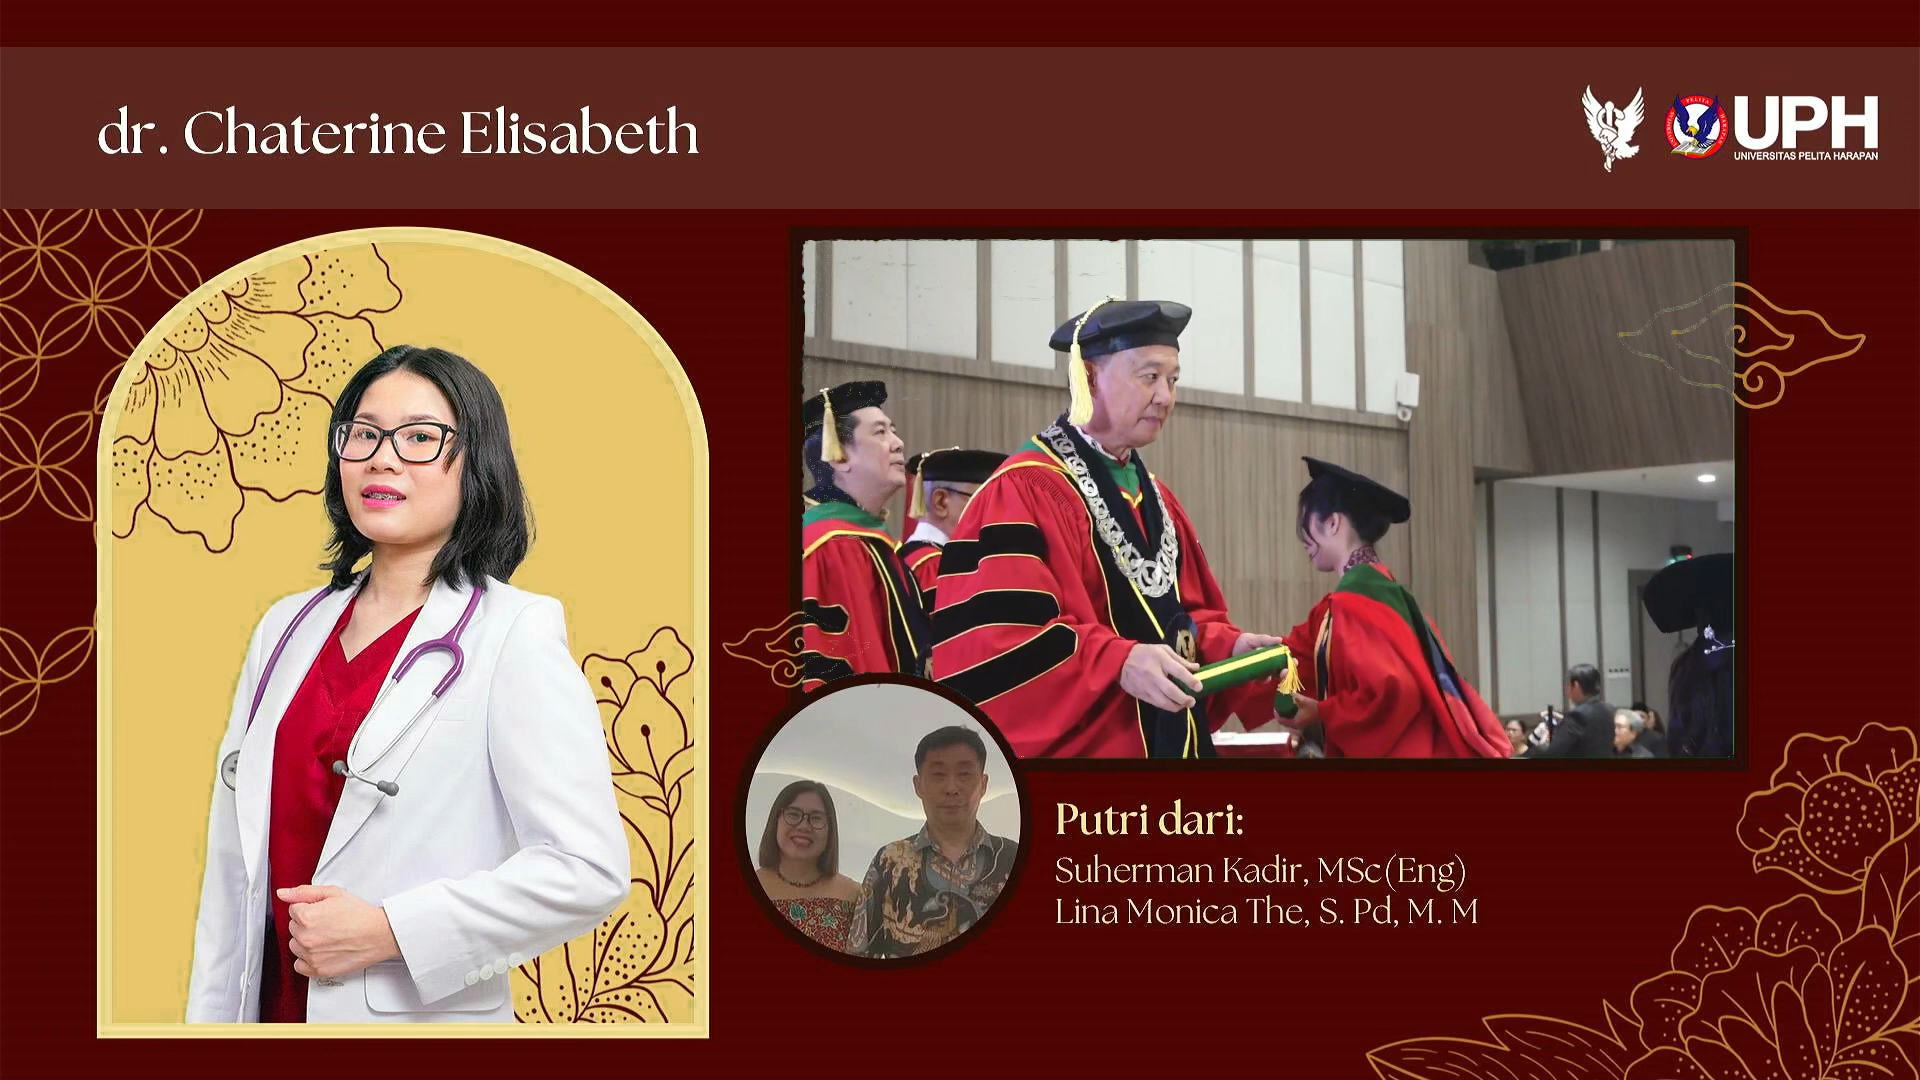 dr. Chaterine Elisabeth
UPH
UNIVERSITAS PELITA HARAPAN
Putri dari:
Suherman Kadir, MSc(Eng)
Lina Monica The, S. Pd, M. M